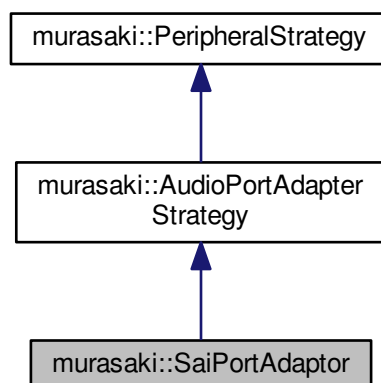 murasaki::PeripheralStrategy
murasaki::AudioPortAdapter
Strategy
murasaki::SaiPortAdaptor